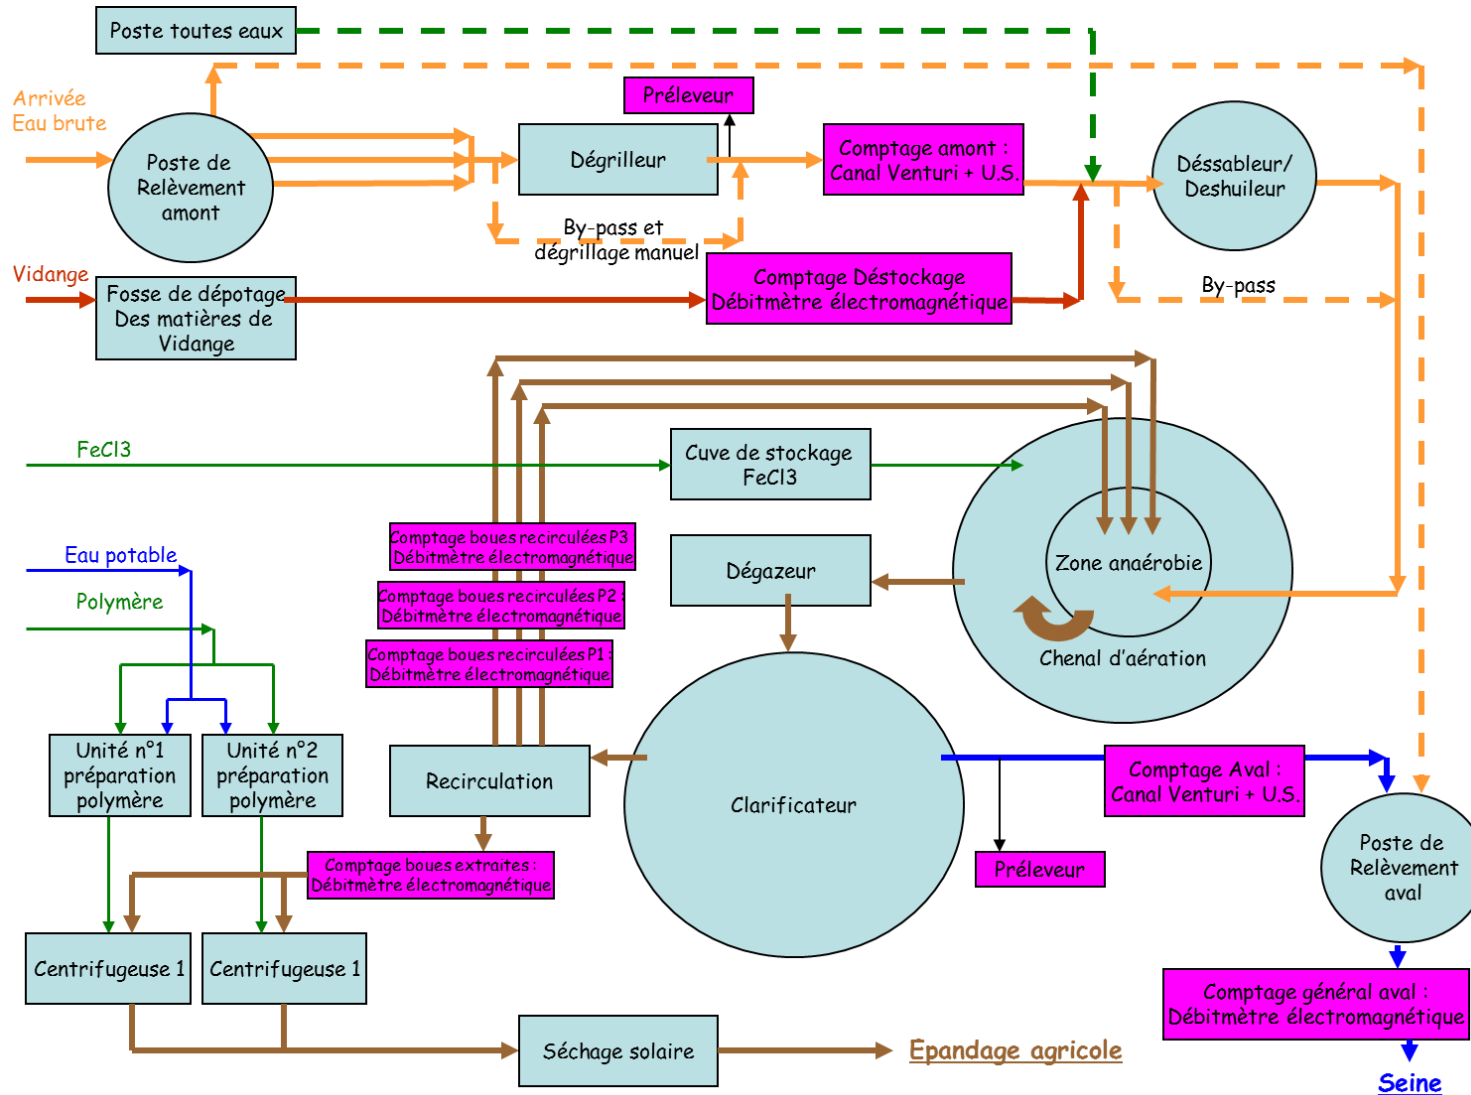 Poste toutes eaux
Arrivée
Eau brute
Préleveur
Poste de
Relèvement
amont
Dégrilleur
Comptage amont :
Canal Venturi + U.S.
Déssableur/
Deshuileur
By-pass et
dégrillage manuel
Vidange
Fosse de dépotage
Des matières de
Vidange
Comptage Déstockage
Débitmètre électromagnétique
By-pass
FeCl3
Cuve de stockage
FeCl3
Comptage boues recirculées P3
Débitmètre électromagnétique
Eau potable
Dégazeur
Zone anaérobie
Polymère
Comptage boues recirculées P2 :
Débitmètre électromagnétique
Comptage boues recirculées P1 :
Débitmètre électromagnétique
Chenal d'aération
Unité n°1
préparation
polymère
Unité n°2
préparation
polymère
Recirculation
Clarificateur
Comptage Aval :
Canal Venturi + U.S.
Poste de
Relèvement
aval
Comptage boues extraites :
Débitmètre électromagnétique
Préleveur
Centrifugeuse 1
Centrifugeuse 1
Comptage général aval :
Débitmètre électromagnétique
Séchage solaire
Epandage agricole
Seine